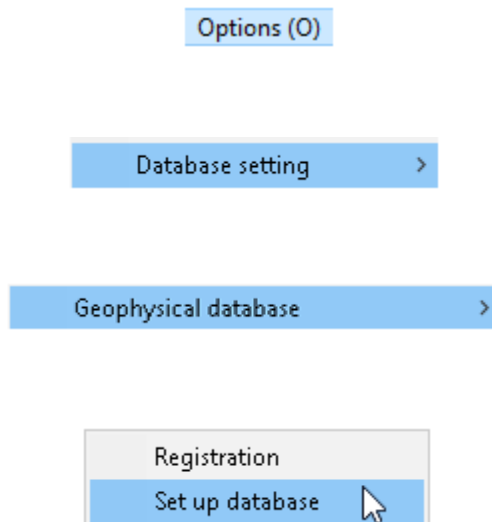 Options (O)
Database setting
Geophysical database
Registration
Set up database